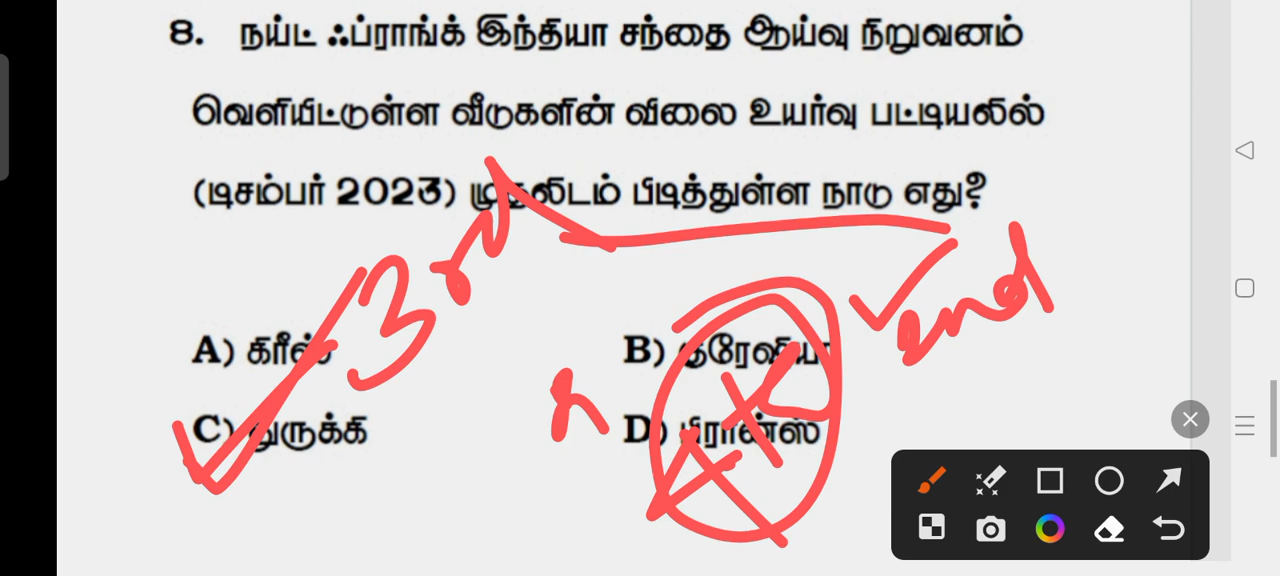 8. நய்ட் ஃப்ராங்க் இந்தியா சந்தை ஆய்வு நிறுவனம்
வெளியிட்டுள்ள வீடுகளின் விலை உயர்வு பட்டியலில்
(டிசம்பர் 2023) முதலிடம் பிடித்துள்ள நாடு எது?
3rd
2nd
A) கிரீஸ் B) குரேஷியா
C) துருக்கி D) பிரான்ஸ்